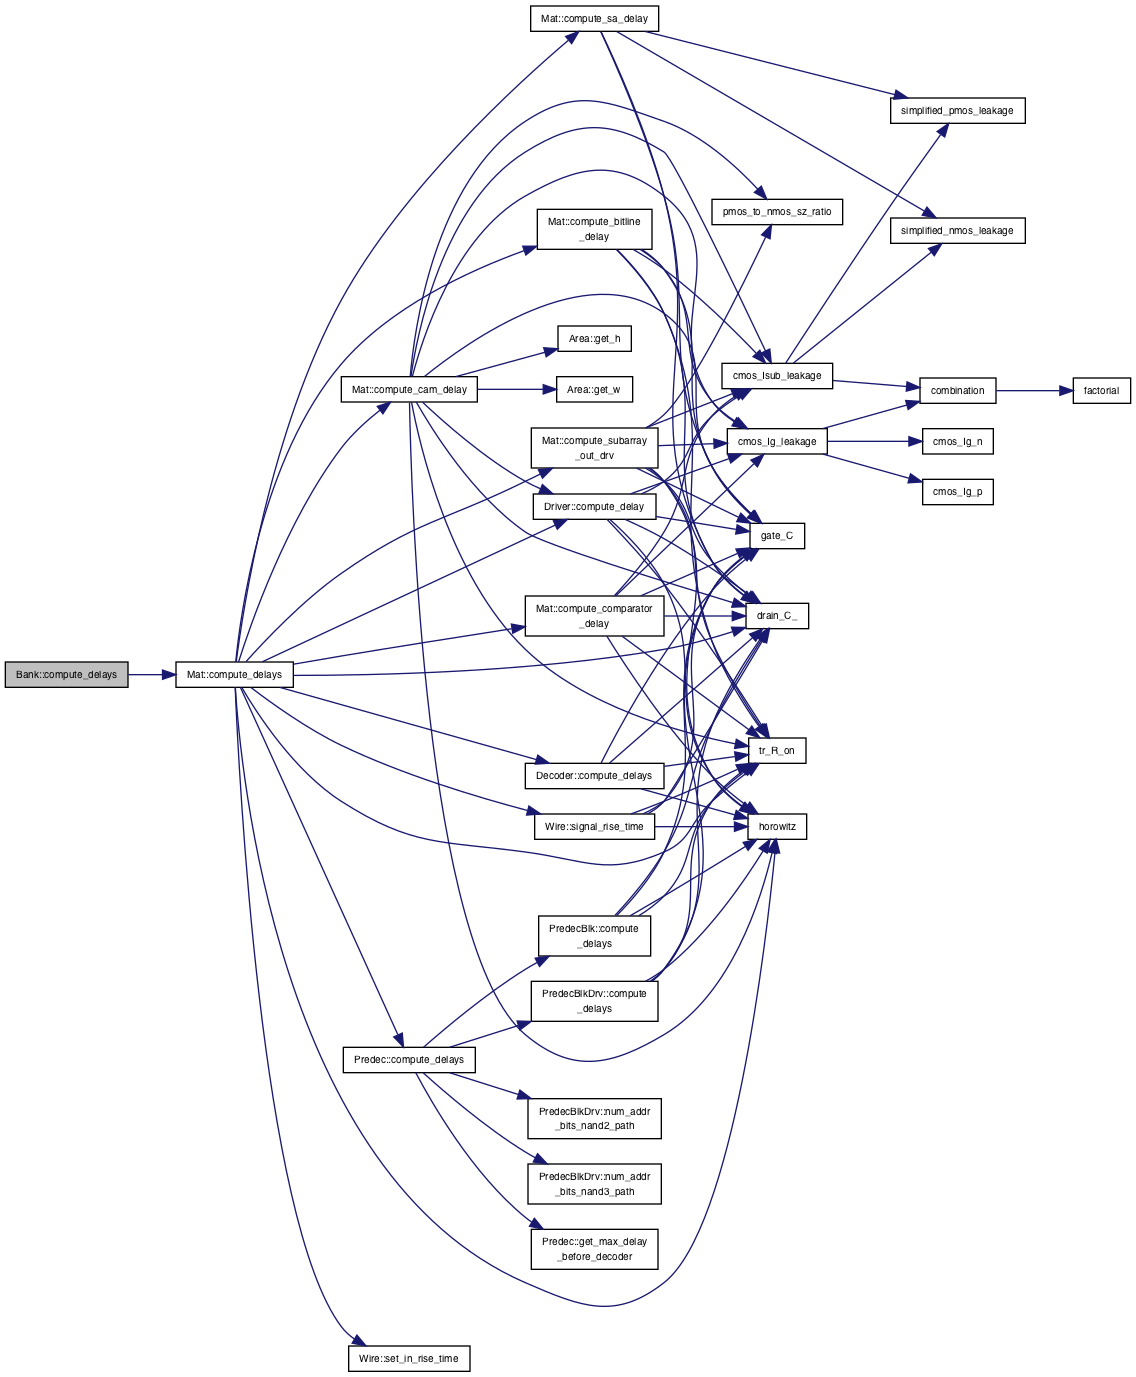 Mat::compute_sa_delay
simplified_pmos_leakage
pmos_to_nmos_sz_ratio
Mat::compute_bitline
_delay
simplified_nmos_leakage
Area::get_h
cmos_Isub_leakage
Mat::compute_cam_delay
Area::get_w
combination
factorial
Mat::compute_subarray
_out_drv
cmos_Ig_leakage
cmos_Ig_n
cmos_Ig_p
Driver::compute_delay
gate_C
Mat::compute_comparator
_delay
drain_C_
Bank::compute_delays
Mat::compute_delays
tr_R_on
Decoder::compute_delays
Wire::signal_rise_time
horowitz
PredecBlk::compute
_delays
PredecBlkDrv::compute
_delays
Predec::compute_delays
PredecBlkDrv::num_addr
_bits_nand2_path
PredecBlkDrv::num_addr
_bits_nand3_path
Predec::get_max_delay
_before_decoder
Wire::set_in_rise_time